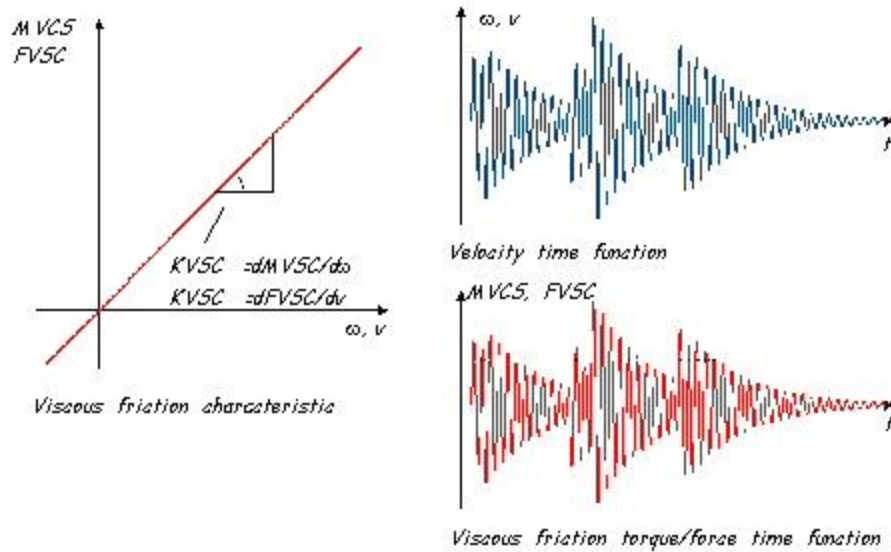 MVCS
FVSC
KVSC =dMVSC/dω
KVSC =dFVSC/dv
ω, v
Viscous friction charcateristic
ω, v
t
Velocity time function
MVCS, FVSC
t
Viscous friction torque/force time function